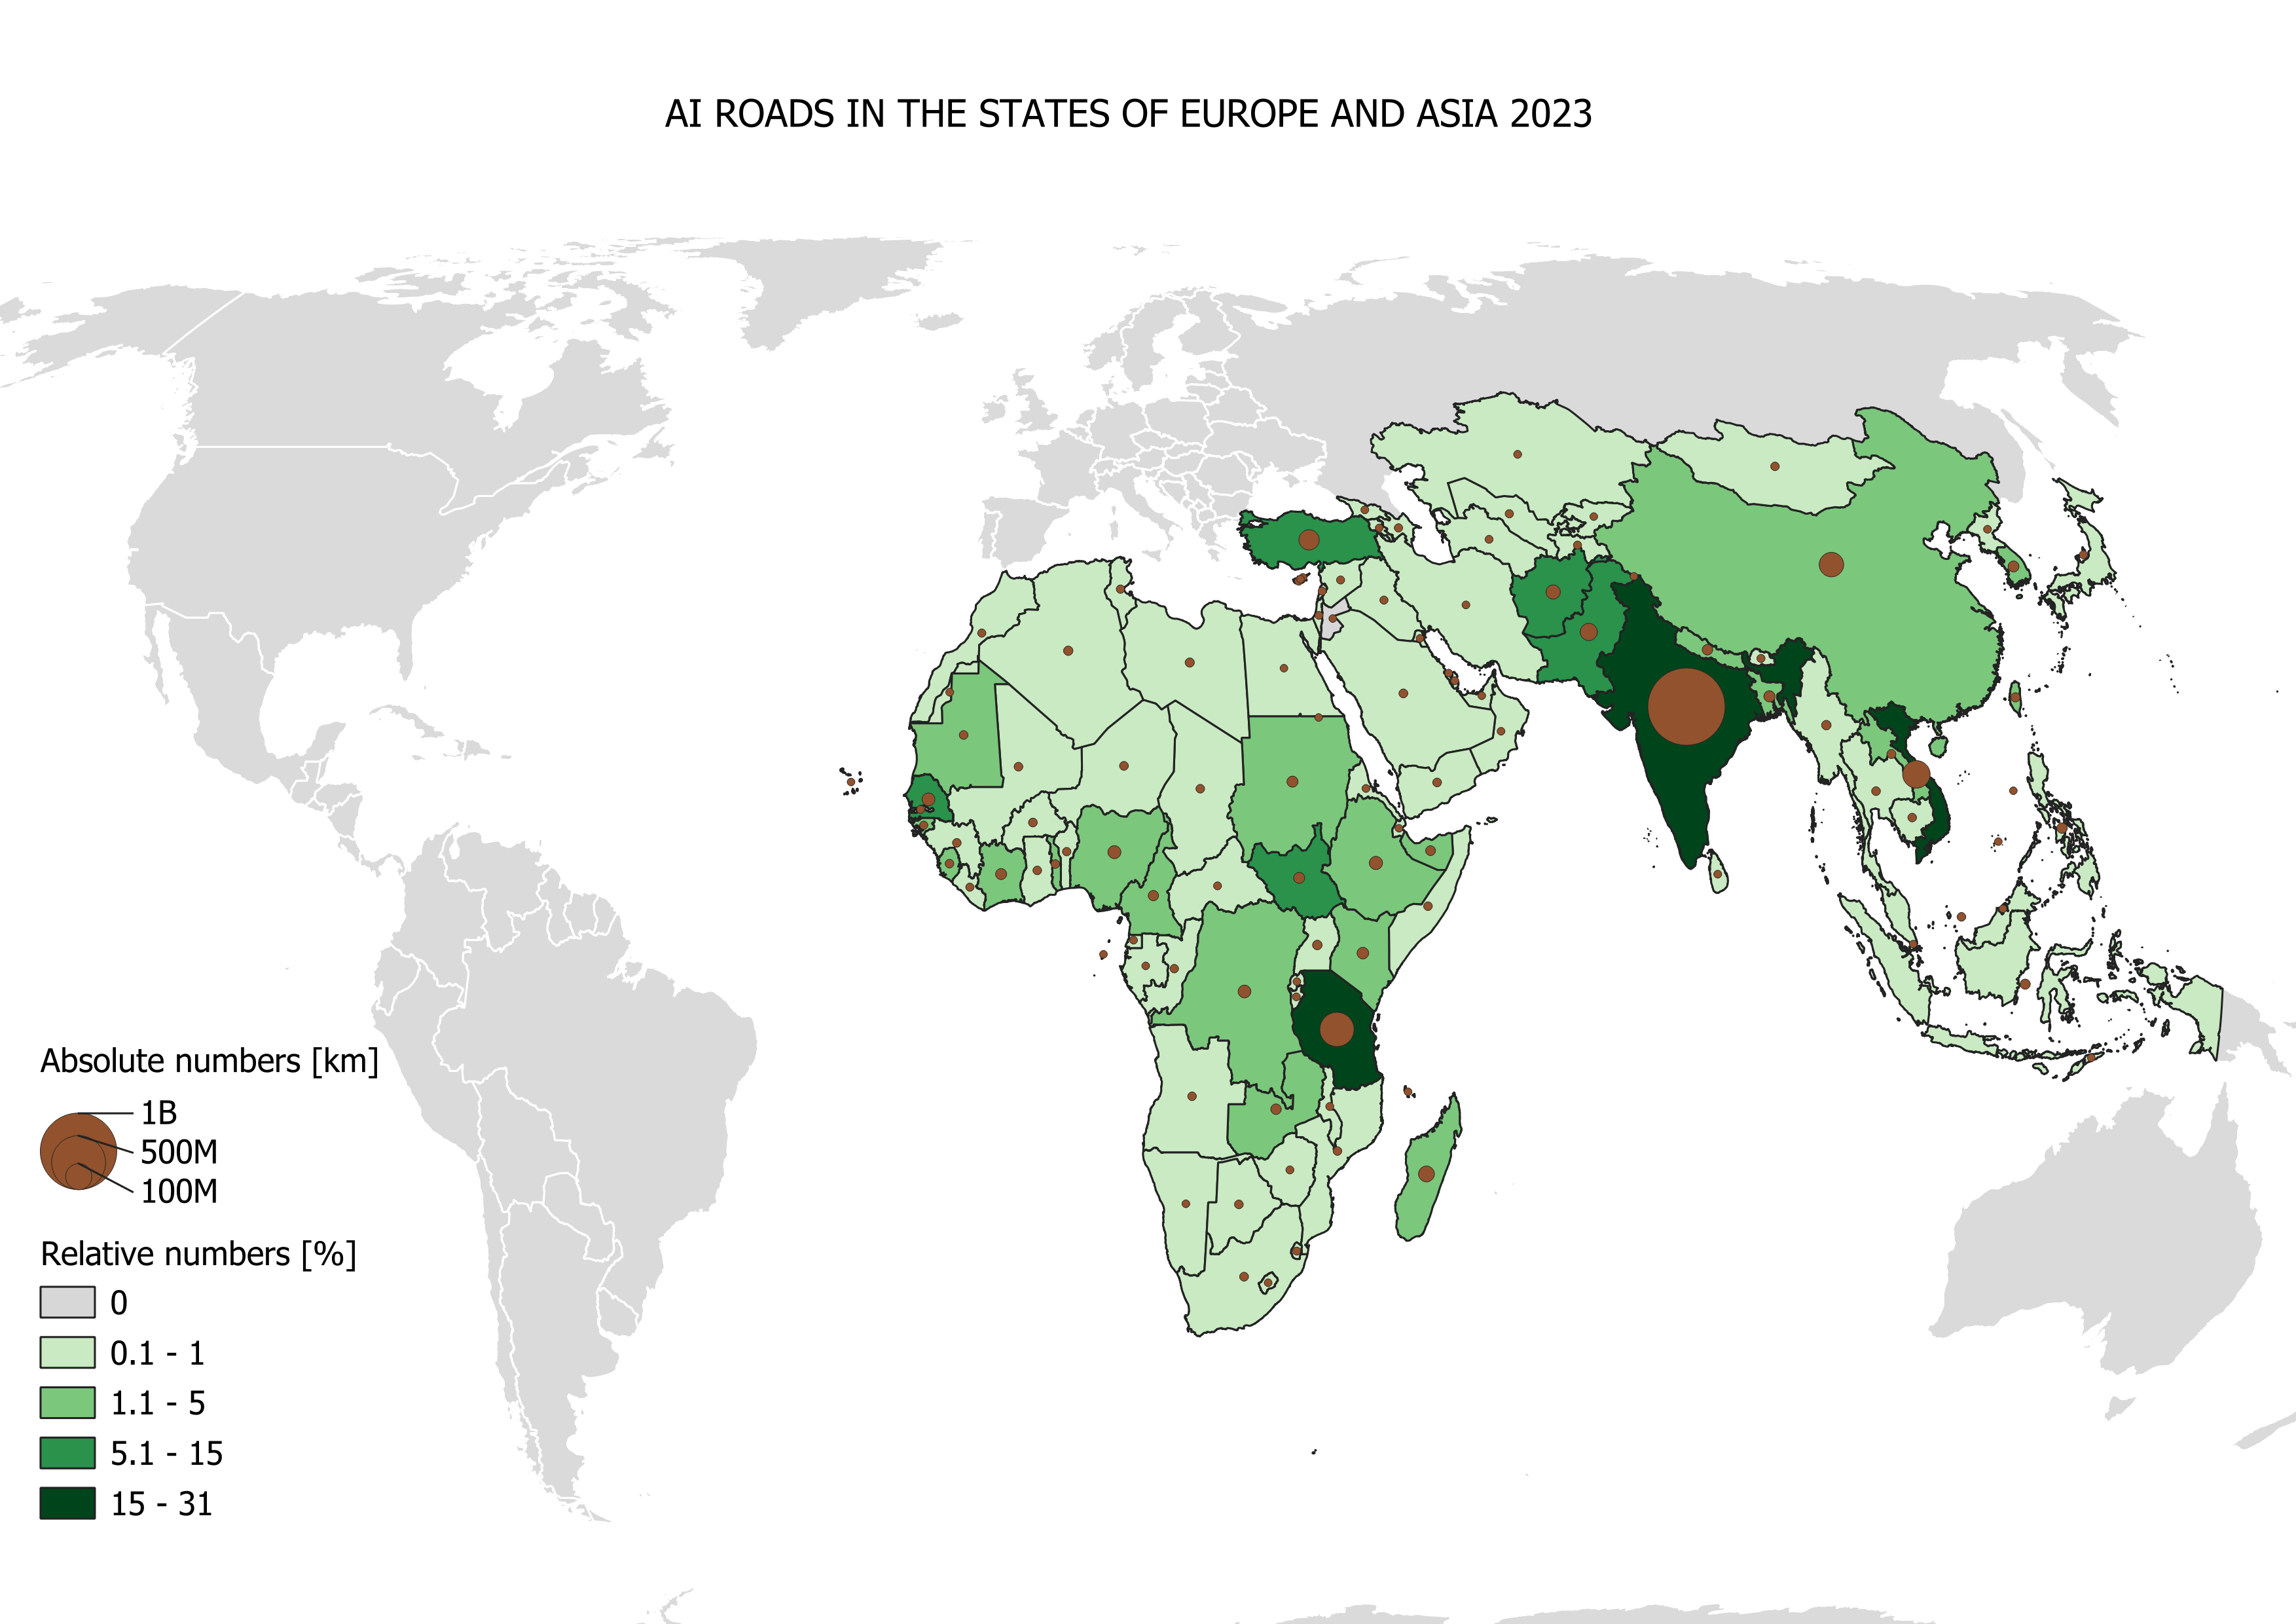 AI ROADS IN THE STATES OF EUROPE AND ASIA 2023
Absolute numbers [km]
1B
500M
100M
Relative numbers [%]
0
0.1 - 1
1.1 - 5
5.1 - 15
15 - 31